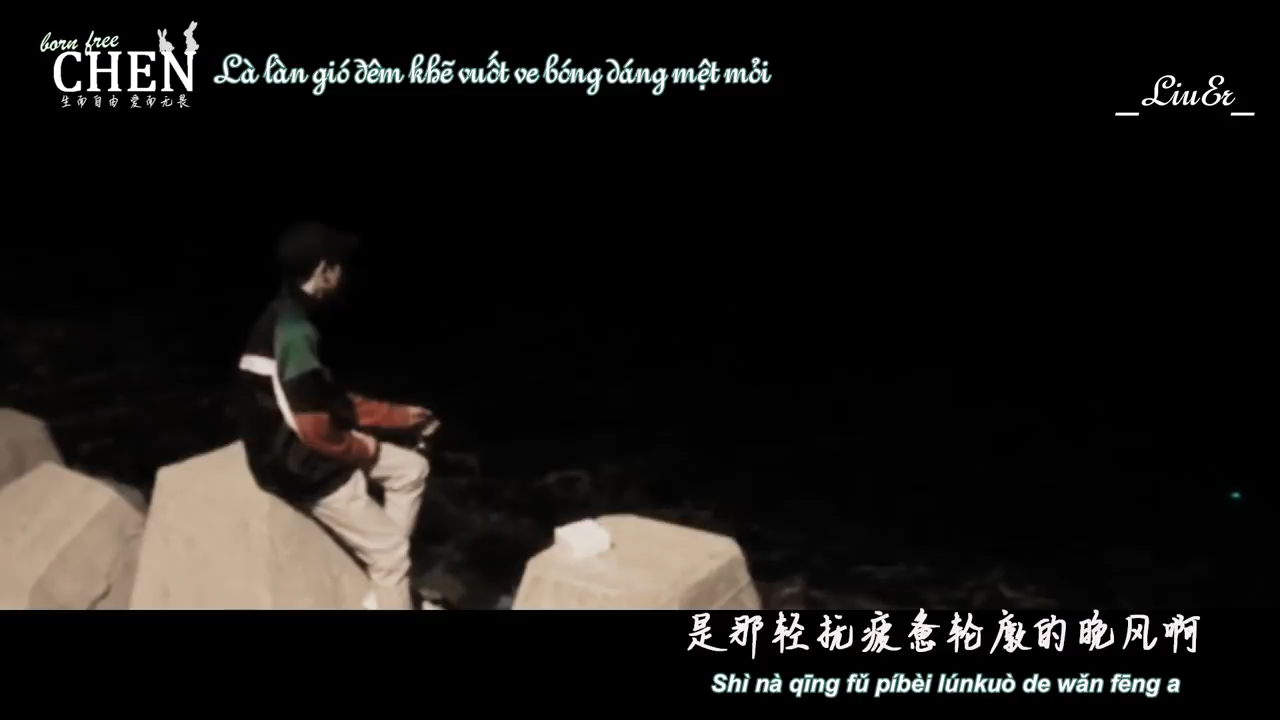 born free
CHEN
生而自由 爱而无畏
Là làn gió đêm khẽ vuốt ve bóng dáng mệt mỏi
_LiuEr_
是那轻抚疲惫轮廓的晚风啊
Shì nà qīng fǔ píbèi lúnkuò de wǎn fēng a